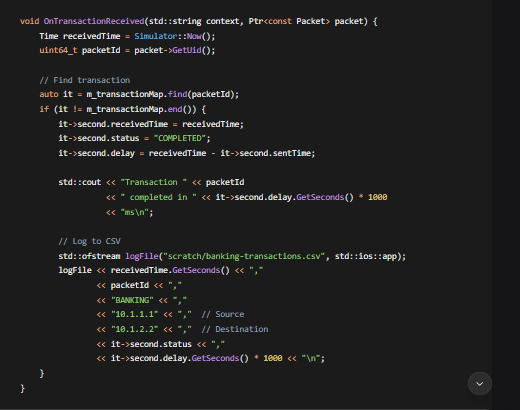 void OnTransactionReceived(std::string context, Ptr<const Packet> packet) {
    Time receivedTime = Simulator::Now();
    uint64_t packetId = packet->GetUid();

    // Find transaction
    auto it = m_transactionMap.find(packetId);
    if (it != m_transactionMap.end()) {
        it->second.receivedTime = receivedTime;
        it->second.status = "COMPLETED";
        it->second.delay = receivedTime - it->second.sentTime;

        std::cout << "Transaction " << packetId
                  << " completed in " << it->second.delay.GetSeconds() * 1000
                  << "ms\n";

        // Log to CSV
        std::ofstream logFile("scratch/banking-transactions.csv", std::ios::app);
        logFile << receivedTime.GetSeconds() << ","
                << packetId << ","
                << "BANKING" << ","
                << "10.1.1.1" << ","  // Source
                << "10.1.2.2" << ","  // Destination
                << it->second.status << ","
                << it->second.delay.GetSeconds() * 1000 << "\n";
    }
}